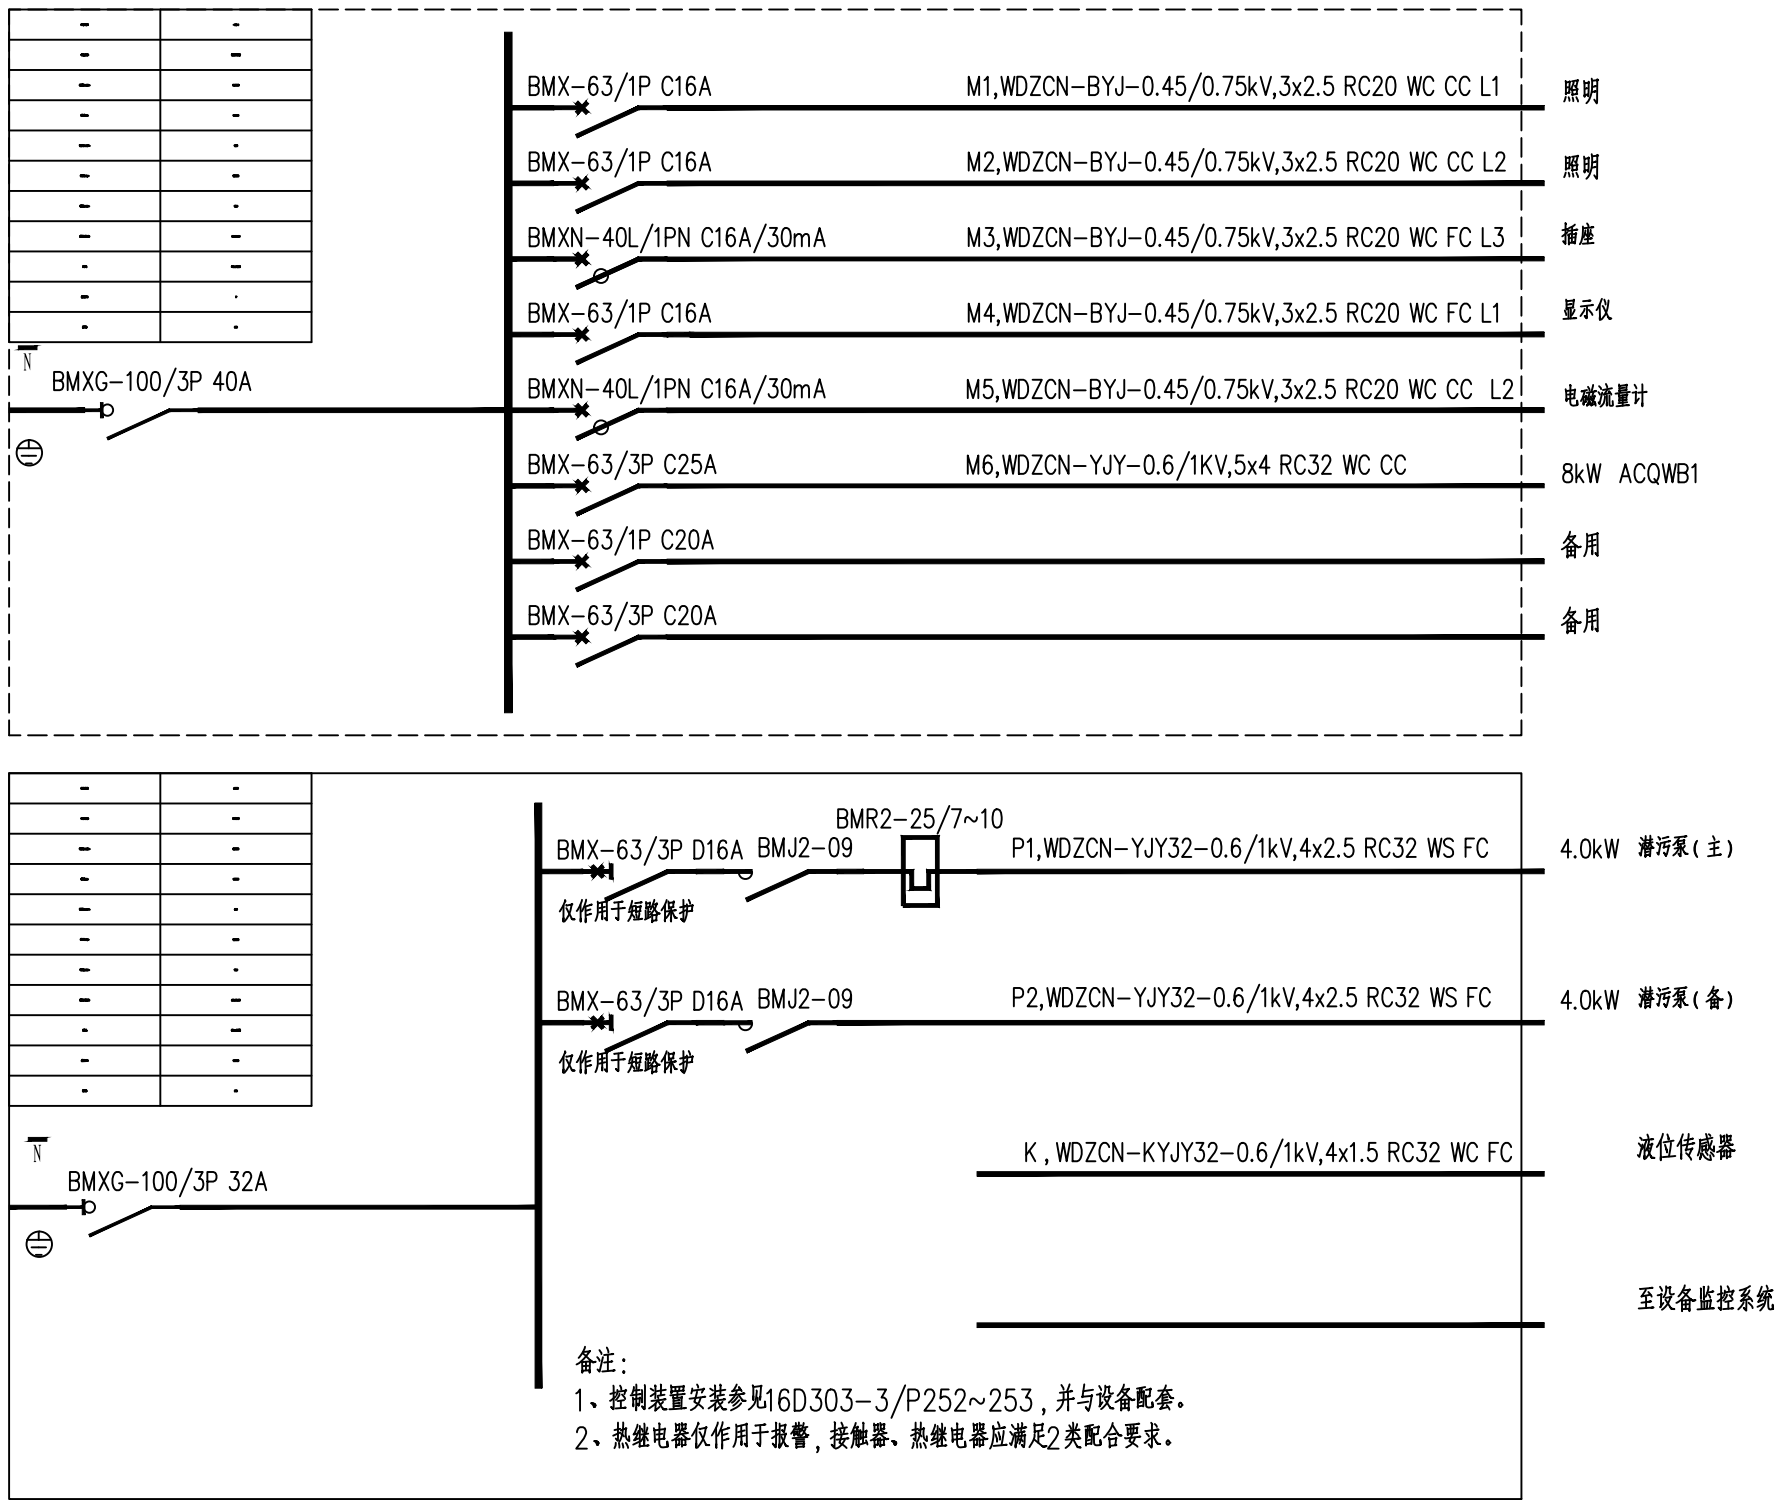 BMX-63/1P C16A M1,WDZCN-BYJ-0.45/0.75kV,3x2.5 RC20 WC CC L1 照明
BMX-63/1P C16A M2,WDZCN-BYJ-0.45/0.75kV,3x2.5 RC20 WC CC L2 照明
BMXN-40L/1PN C16A/30mA M3,WDZCN-BYJ-0.45/0.75kV,3x2.5 RC20 WC FC L3 插座
BMX-63/1P C16A M4,WDZCN-BYJ-0.45/0.75kV,3x2.5 RC20 WC FC L1 显示仪
N
BMXG-100/3P 40A
BMXN-40L/1PN C16A/30mA M5,WDZCN-BYJ-0.45/0.75kV,3x2.5 RC20 WC CC L2 电磁流量计
BMX-63/3P C25A M6,WDZCN-YJY-0.6/1KV,5x4 RC32 WC CC 8kW ACQWB1
BMX-63/1P C20A 备用
BMX-63/3P C20A 备用
BMR2-25/7~10
BMX-63/3P D16A BMJ2-09 P1,WDZCN-YJY32-0.6/1kV,4x2.5 RC32 WS FC 4.0kW 潜污泵(主)
仅作用于短路保护
BMX-63/3P D16A BMJ2-09 P2,WDZCN-YJY32-0.6/1kV,4x2.5 RC32 WS FC 4.0kW 潜污泵(备)
仅作用于短路保护
N
K,WDZCN-KYJY32-0.6/1kV,4x1.5 RC32 WC FC 液位传感器
BMXG-100/3P 32A
至设备监控系统
备注:
1、控制装置安装参见16D303-3/P252~253,并与设备配套。
2、热继电器仅作用于报警,接触器、热继电器应满足2类配合要求。